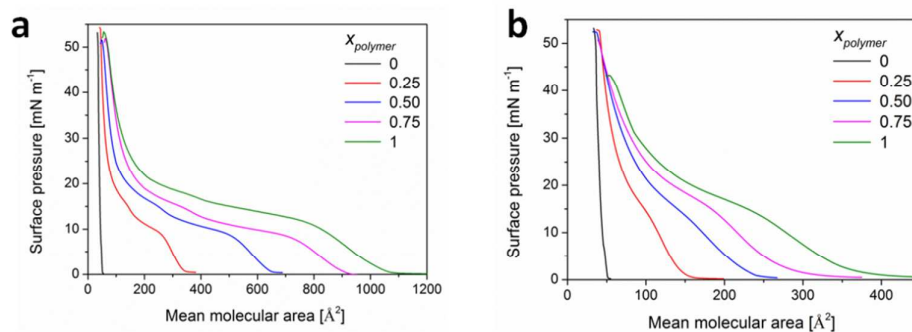 a
x_polymer
0
0.25
0.50
0.75
1
50
40
30
20
10
0
Surface pressure [mN m⁻¹]
0 200 400 600 800 1000 1200
Mean molecular area [Å²]
b
x_polymer
0
0.25
0.50
0.75
1
50
40
30
20
10
0
Surface pressure [mN m⁻¹]
0 100 200 300 400
Mean molecular area [Å²]